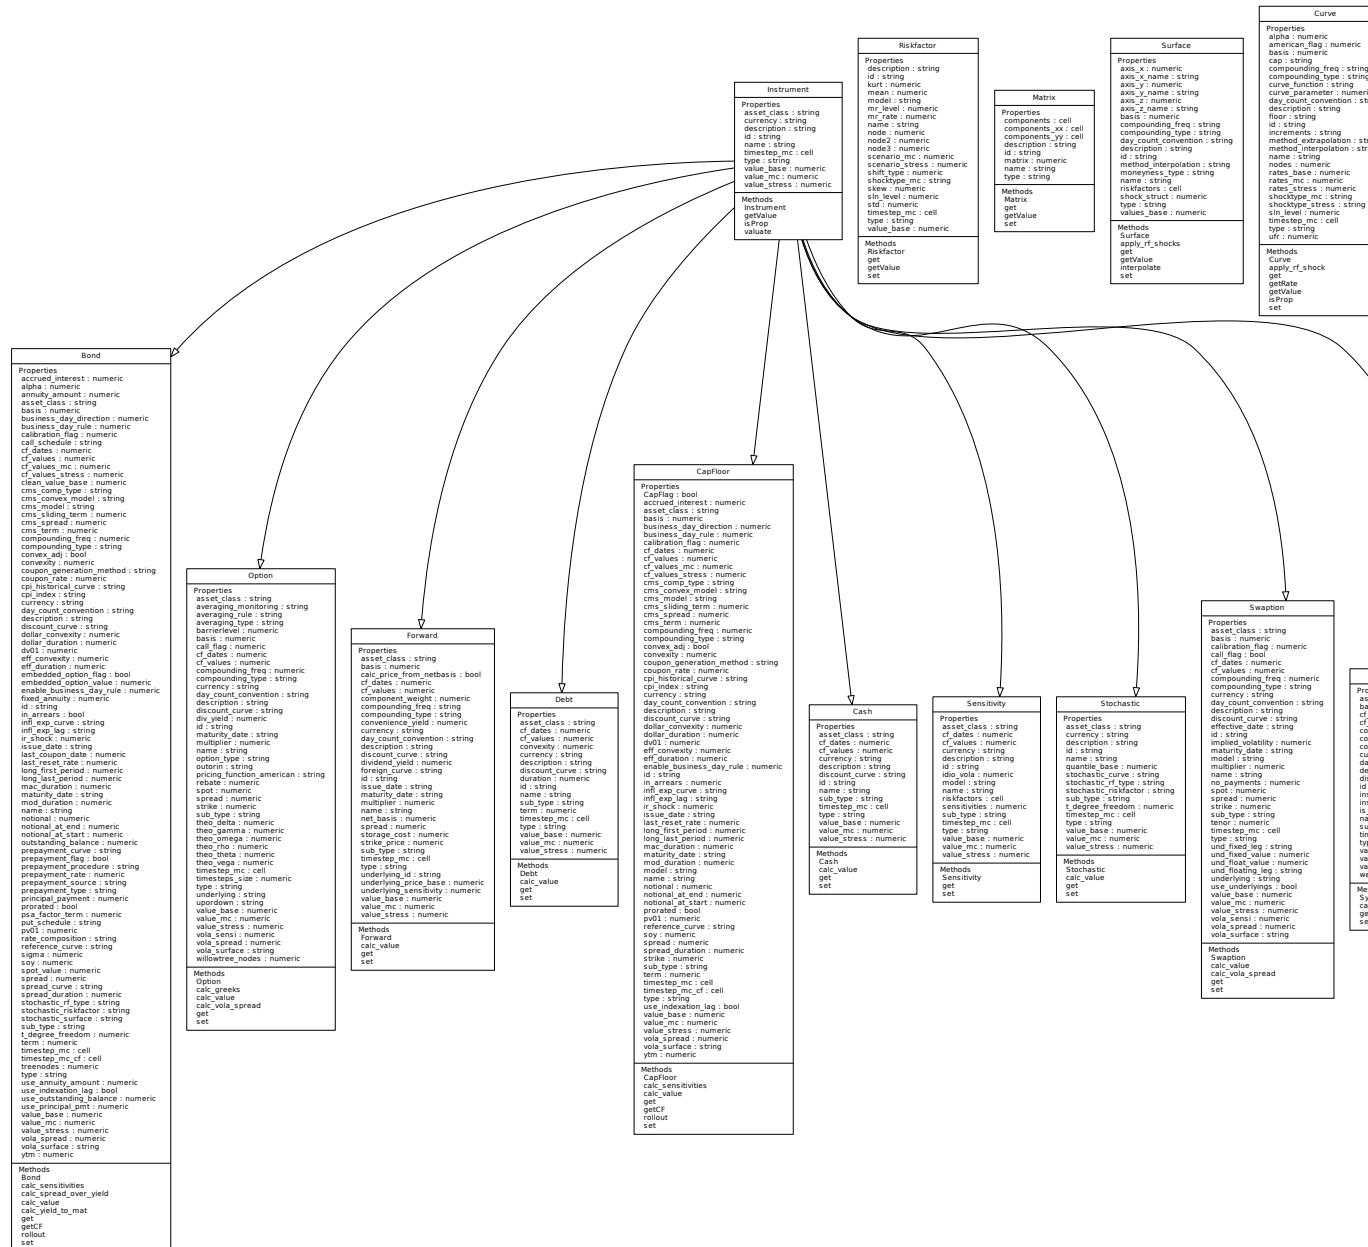 Instrument
Properties
asset_class : string
currency : string
description : string
id : string
name : string
timestep_mc : cell
type : string
value_base : numeric
value_mc : numeric
value_stress : numeric
Methods
Instrument
getValue
isProp
valuate
Riskfactor
Properties
description : string
id : string
kurt : numeric
mean : numeric
model : string
mr_level : numeric
mr_rate : numeric
name : string
node : numeric
node2 : numeric
node3 : numeric
scenario_mc : numeric
scenario_stress : numeric
shift_type : numeric
shocktype_mc : string
skew : numeric
sln_level : numeric
std : numeric
timestep_mc : cell
type : string
value_base : numeric
Methods
Riskfactor
get
getValue
set
Matrix
Properties
components : cell
components_xx : cell
components_yy : cell
description : string
id : string
matrix : numeric
name : string
type : string
Methods
Matrix
get
getValue
set
Surface
Properties
axis_x : numeric
axis_x_name : string
axis_y : numeric
axis_y_name : string
axis_z : numeric
axis_z_name : string
basis : numeric
compounding_freq : string
compounding_type : string
day_count_convention : string
description : string
id : string
method_interpolation : string
moneyness_type : string
name : string
riskfactors : cell
shock_struct : numeric
type : string
values_base : numeric
Methods
Surface
apply_rf_shocks
get
getValue
interpolate
set
Curve
Properties
alpha : numeric
american_flag : numeric
basis : numeric
cap : string
compounding_freq : string
compounding_type : string
curve_function : string
curve_parameter : numeri
day_count_convention : st
description : string
floor : string
id : string
increments : string
method_extrapolation : str
method_interpolation : str
name : string
nodes : numeric
rates_base : numeric
rates_mc : numeric
rates_stress : numeric
shocktype_mc : string
shocktype_stress : string
sln_level : numeric
timestep_mc : cell
type : string
ufr : numeric
Methods
Curve
apply_rf_shock
get
getRate
getValue
isProp
set
Bond
Properties
accrued_interest : numeric
alpha : numeric
annuity_amount : numeric
asset_class : string
basis : numeric
business_day_direction : numeric
business_day_rule : numeric
calibration_flag : numeric
call_schedule : string
cf_dates : numeric
cf_values : numeric
cf_values_mc : numeric
cf_values_stress : numeric
clean_value_base : numeric
cms_comp_type : string
cms_convex_model : string
cms_model : string
cms_sliding_term : numeric
cms_spread : numeric
cms_term : numeric
compounding_freq : numeric
compounding_type : string
convex_adj : bool
convexity : numeric
coupon_generation_method : string
coupon_rate : numeric
cpi_historical_curve : string
cpi_index : string
currency : string
day_count_convention : string
description : string
discount_curve : string
dollar_convexity : numeric
dollar_duration : numeric
dv01 : numeric
eff_convexity : numeric
eff_duration : numeric
embedded_option_flag : bool
embedded_option_value : numeric
enable_business_day_rule : numeric
fixed_annuity : numeric
id : string
in_arrears : bool
infl_exp_curve : string
infl_exp_lag : string
ir_shock : numeric
issue_date : string
last_coupon_date : numeric
last_reset_rate : numeric
long_first_period : numeric
long_last_period : numeric
mac_duration : numeric
maturity_date : string
mod_duration : numeric
name : string
notional : numeric
notional_at_end : numeric
notional_at_start : numeric
outstanding_balance : numeric
prepayment_curve : string
prepayment_flag : bool
prepayment_procedure : string
prepayment_rate : numeric
prepayment_source : string
prepayment_type : string
principal_payment : numeric
prorated : bool
psa_factor_term : numeric
put_schedule : string
pv01 : numeric
rate_composition : string
reference_curve : string
sigma : numeric
soy : numeric
spot_value : numeric
spread : numeric
spread_curve : string
spread_duration : numeric
stochastic_rf_type : string
stochastic_riskfactor : string
stochastic_surface : string
sub_type : string
t_degree_freedom : numeric
term : numeric
timestep_mc : cell
timestep_mc_cf : cell
treenodes : numeric
type : string
use_annuity_amount : numeric
use_indexation_lag : bool
use_outstanding_balance : numeric
use_principal_pmt : numeric
value_base : numeric
value_mc : numeric
value_stress : numeric
vola_spread : numeric
vola_surface : string
ytm : numeric
Methods
Bond
calc_sensitivities
calc_spread_over_yield
calc_value
calc_yield_to_mat
get
getCF
rollout
set
Option
Properties
asset_class : string
averaging_monitoring : string
averaging_rule : string
averaging_type : string
barrierlevel : numeric
basis : numeric
call_flag : numeric
cf_dates : numeric
cf_values : numeric
compounding_freq : numeric
compounding_type : string
currency : string
day_count_convention : string
description : string
discount_curve : string
div_yield : numeric
id : string
maturity_date : string
multiplier : numeric
name : string
option_type : string
outorin : string
pricing_function_american : string
rebate : numeric
spot : numeric
spread : numeric
strike : numeric
sub_type : string
theo_delta : numeric
theo_gamma : numeric
theo_omega : numeric
theo_rho : numeric
theo_theta : numeric
theo_vega : numeric
timestep_mc : cell
timesteps_size : numeric
type : string
underlying : string
upordown : string
value_base : numeric
value_mc : numeric
value_stress : numeric
vola_sensi : numeric
vola_spread : numeric
vola_surface : string
willowtree_nodes : numeric
Methods
Option
calc_greeks
calc_value
calc_vola_spread
get
set
Forward
Properties
asset_class : string
basis : numeric
calc_price_from_netbasis : bool
cf_dates : numeric
cf_values : numeric
component_weight : numeric
compounding_freq : string
compounding_type : string
convenience_yield : numeric
currency : string
day_count_convention : string
description : string
discount_curve : string
dividend_yield : numeric
foreign_curve : string
id : string
issue_date : string
maturity_date : string
multiplier : numeric
name : string
net_basis : numeric
spread : numeric
storage_cost : numeric
strike_price : numeric
sub_type : string
timestep_mc : cell
type : string
underlying_id : string
underlying_price_base : numeric
underlying_sensitivity : numeric
value_base : numeric
value_mc : numeric
value_stress : numeric
Methods
Forward
calc_value
get
set
Debt
Properties
asset_class : string
cf_dates : numeric
cf_values : numeric
convexity : numeric
currency : string
description : string
discount_curve : string
duration : numeric
id : string
name : string
sub_type : string
term : numeric
timestep_mc : cell
type : string
value_base : numeric
value_mc : numeric
value_stress : numeric
Methods
Debt
calc_value
get
set
CapFloor
Properties
CapFlag : bool
accrued_interest : numeric
asset_class : string
basis : numeric
business_day_direction : numeric
business_day_rule : numeric
calibration_flag : numeric
cf_dates : numeric
cf_values : numeric
cf_values_mc : numeric
cf_values_stress : numeric
cms_comp_type : string
cms_convex_model : string
cms_model : string
cms_sliding_term : numeric
cms_spread : numeric
cms_term : numeric
compounding_freq : numeric
compounding_type : string
convex_adj : bool
convexity : numeric
coupon_generation_method : string
coupon_rate : numeric
cpi_historical_curve : string
cpi_index : string
currency : string
day_count_convention : string
description : string
discount_curve : string
dollar_convexity : numeric
dollar_duration : numeric
dv01 : numeric
eff_convexity : numeric
eff_duration : numeric
enable_business_day_rule : numeric
id : string
in_arrears : numeric
infl_exp_curve : string
infl_exp_lag : string
ir_shock : numeric
issue_date : string
last_reset_rate : numeric
long_first_period : numeric
long_last_period : numeric
mac_duration : numeric
maturity_date : string
mod_duration : numeric
model : string
name : string
notional : numeric
notional_at_end : numeric
notional_at_start : numeric
prorated : bool
pv01 : numeric
reference_curve : string
soy : numeric
spread : numeric
spread_duration : numeric
strike : numeric
sub_type : string
term : numeric
timestep_mc : cell
timestep_mc_cf : cell
type : string
use_indexation_lag : bool
value_base : numeric
value_mc : numeric
value_stress : numeric
vola_spread : numeric
vola_surface : string
ytm : numeric
Methods
CapFloor
calc_sensitivities
calc_value
get
getCF
rollout
set
Cash
Properties
asset_class : string
cf_dates : numeric
cf_values : numeric
currency : string
description : string
discount_curve : string
id : string
name : string
sub_type : string
timestep_mc : cell
type : string
value_base : numeric
value_mc : numeric
value_stress : numeric
Methods
Cash
calc_value
get
set
Sensitivity
Properties
asset_class : string
cf_dates : numeric
cf_values : numeric
currency : string
description : string
id : string
idio_vola : numeric
model : string
name : string
riskfactors : cell
sensitivities : numeric
sub_type : string
timestep_mc : cell
type : string
value_base : numeric
value_mc : numeric
value_stress : numeric
Methods
Sensitivity
get
set
Stochastic
Properties
asset_class : string
currency : string
description : string
id : string
name : string
quantile_base : numeric
stochastic_curve : string
stochastic_rf_type : string
stochastic_riskfactor : string
sub_type : string
t_degree_freedom : numeric
timestep_mc : cell
type : string
value_base : numeric
value_mc : numeric
value_stress : numeric
Methods
Stochastic
calc_value
get
set
Swaption
Properties
asset_class : string
basis : numeric
calibration_flag : numeric
call_flag : bool
cf_dates : numeric
cf_values : numeric
compounding_freq : numeric
compounding_type : string
currency : string
day_count_convention : string
description : string
discount_curve : string
effective_date : string
id : string
implied_volatility : numeric
maturity_date : string
model : string
multiplier : numeric
name : string
no_payments : numeric
spot : numeric
spread : numeric
strike : numeric
sub_type : string
tenor : numeric
timestep_mc : cell
type : string
und_fixed_leg : string
und_fixed_value : numeric
und_float_value : numeric
und_floating_leg : string
underlying : string
use_underlyings : bool
value_base : numeric
value_mc : numeric
value_stress : numeric
vola_sensi : numeric
vola_spread : numeric
vola_surface : string
Methods
Swaption
calc_value
calc_vola_spread
get
set